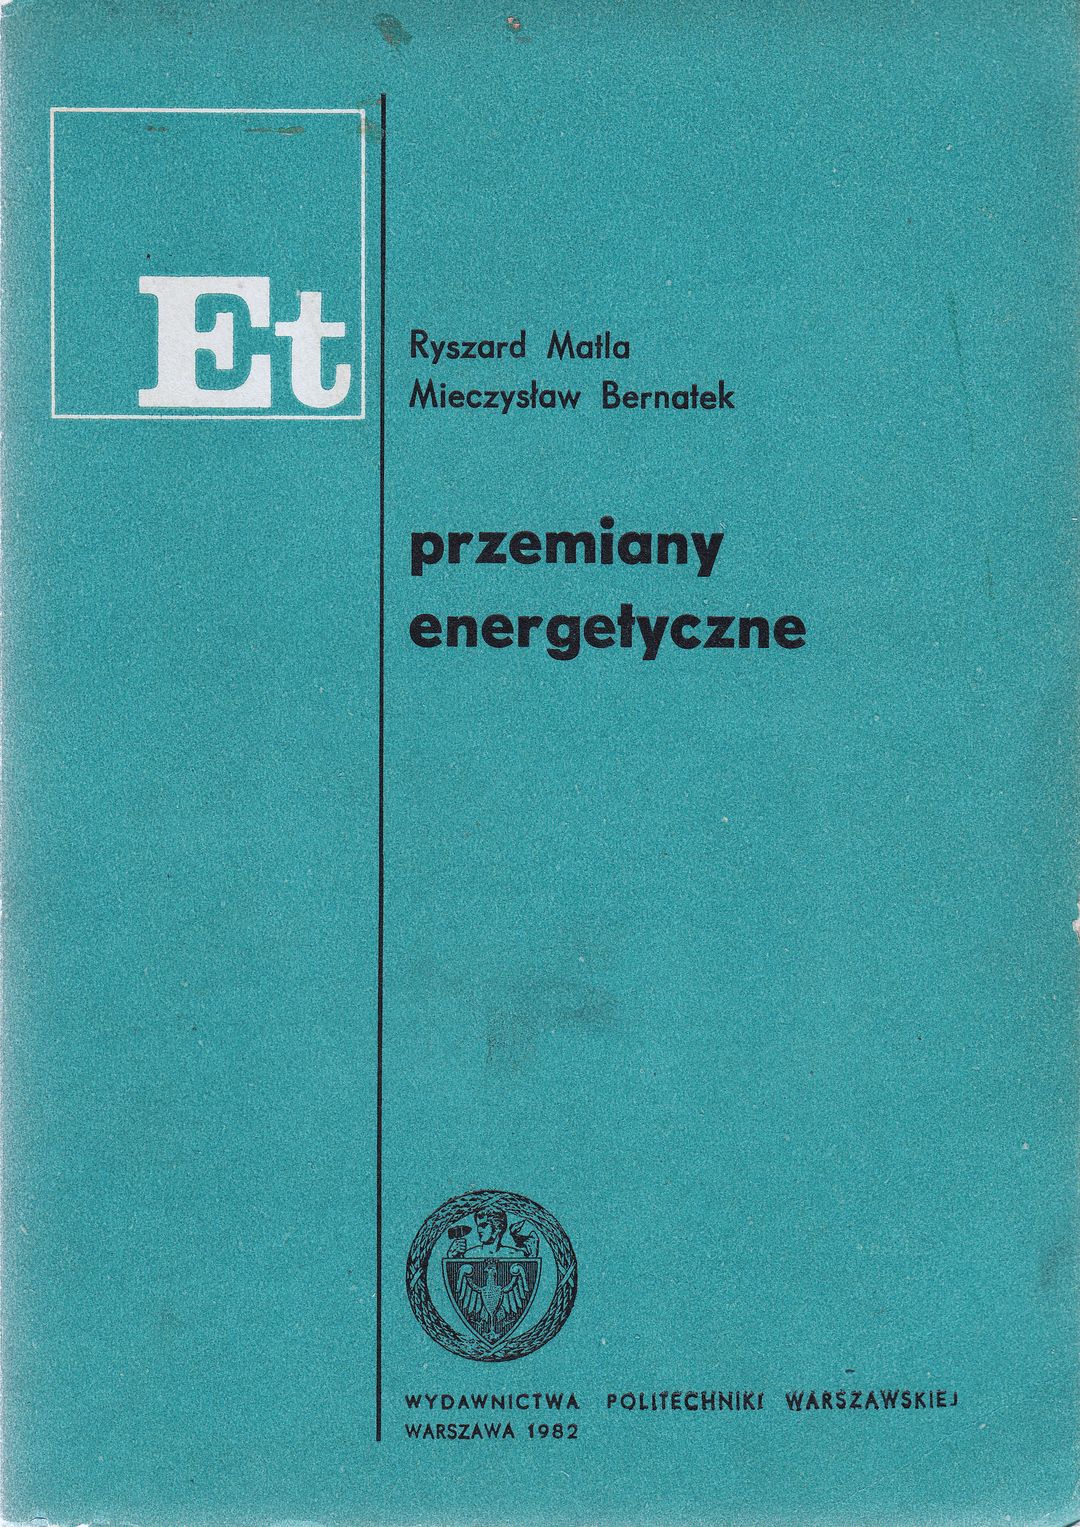 Et
Ryszard Matla
Mieczysław Bernatek
przemiany
energetyczne
WYDAWNICTWA POLITECHNIKI WARSZAWSKIEJ
WARSZAWA 1982